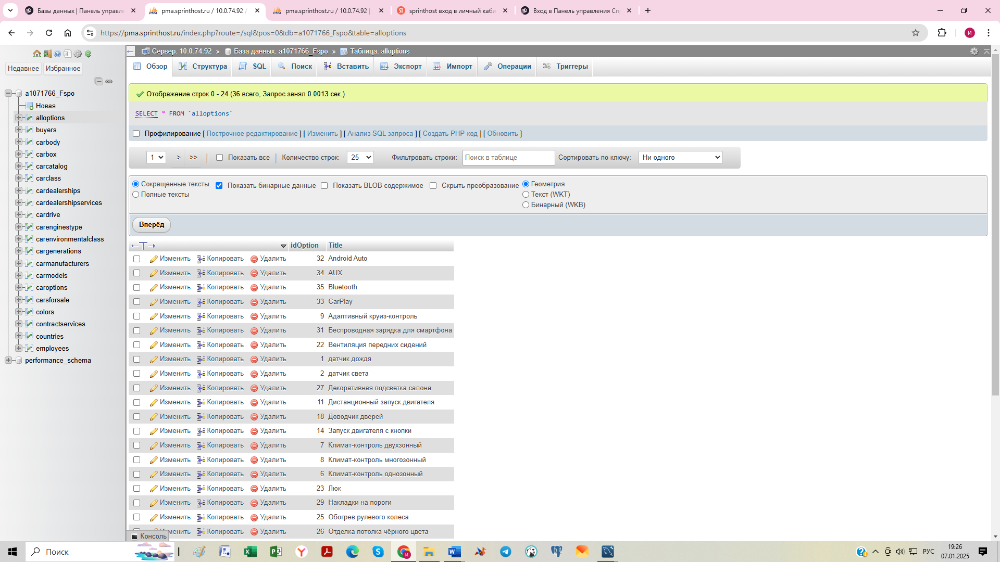 Базы данных | Панель управле
pma.sprinthost.ru / 10.0.74.92 /
pma.sprinthost.ru / 10.0.74.92 |
sprinthost вход в личный каби
Вход в Панель управления Сп
https://pma.sprinthost.ru/index.php?route=/sql&pos=0&db=a1071766_Fspo&table=alloptions
И
Недавнее Избранное
a1071766_Fspo
Новая
alloptions
buyers
carbody
carbox
carcatalog
carclass
cardealerships
cardealershipservices
cardrive
carenginestype
carenvironmentalclass
cargenerations
carmanufacturers
carmodels
caroptions
carsforsale
colors
contractservices
countries
employees
performance_schema
Сервер: 10.0.74.92 » База данных: a1071766_Fspo » Таблица: alloptions
Обзор Структура SQL Поиск Вставить Экспорт Импорт Операции Триггеры
Отображение строк 0 - 24 (36 всего, Запрос занял 0.0013 сек.)
SELECT * FROM `alloptions`
Профилирование [ Построчное редактирование ] [ Изменить ] [ Анализ SQL запроса ] [ Создать PHP-код ] [ Обновить ]
1 > >> | Показать все | Количество строк: 25 Фильтровать строки: Поиск в таблице Сортировать по ключу: Ни одного
Сокращенные тексты Показать бинарные данные Показать BLOB содержимое Скрыть преобразование Геометрия
Полные тексты Текст (WKT)
Бинарный (WKB)
Вперёд
←T→ idOption Title
Изменить Копировать Удалить 32 Android Auto
Изменить Копировать Удалить 34 AUX
Изменить Копировать Удалить 35 Bluetooth
Изменить Копировать Удалить 33 CarPlay
Изменить Копировать Удалить 9 Адаптивный круиз-контроль
Изменить Копировать Удалить 31 Беспроводная зарядка для смартфона
Изменить Копировать Удалить 22 Вентиляция передних сидений
Изменить Копировать Удалить 1 датчик дождя
Изменить Копировать Удалить 2 датчик света
Изменить Копировать Удалить 27 Декоративная подсветка салона
Изменить Копировать Удалить 11 Дистанционный запуск двигателя
Изменить Копировать Удалить 18 Доводчик дверей
Изменить Копировать Удалить 14 Запуск двигателя с кнопки
Изменить Копировать Удалить 7 Климат-контроль двухзонный
Изменить Копировать Удалить 8 Климат-контроль многозонный
Изменить Копировать Удалить 6 Климат-контроль однозонный
Изменить Копировать Удалить 23 Люк
Изменить Копировать Удалить 29 Накладки на пороги
Изменить Копировать Удалить 25 Обогрев рулевого колеса
Изменить Копировать Удалить 26 Отделка потолка чёрного цвета
Консоль
Поиск
РУС
19:26
07.01.2025